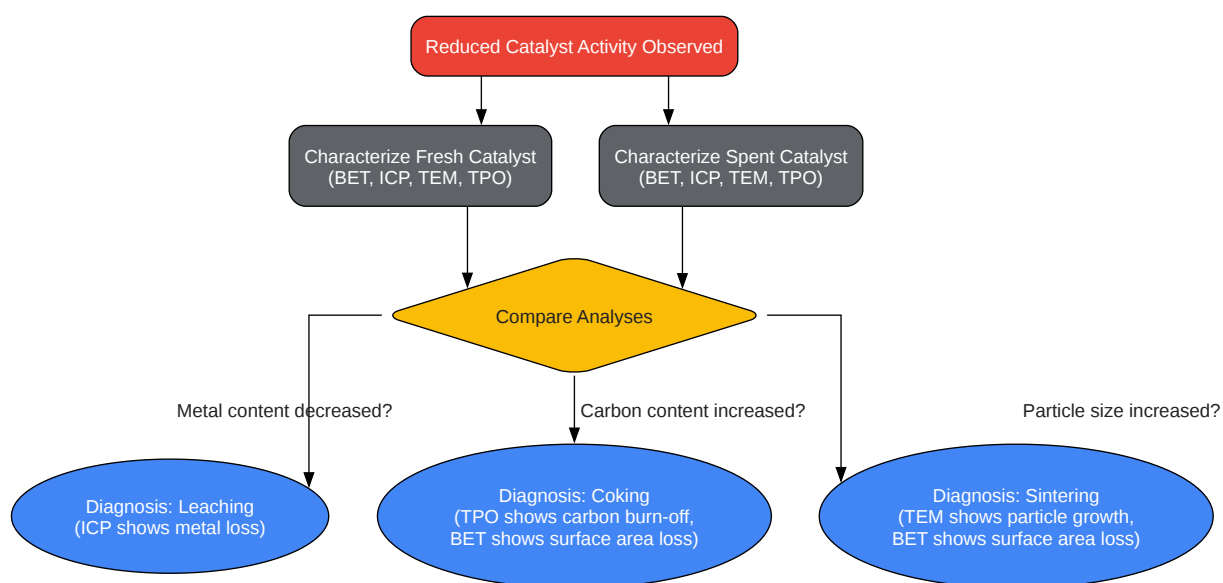 Reduced Catalyst Activity Observed
Characterize Fresh Catalyst
(BET, ICP, TEM, TPO)
Characterize Spent Catalyst
(BET, ICP, TEM, TPO)
Compare Analyses
Metal content decreased?
Carbon content increased?
Particle size increased?
Diagnosis: Leaching
(ICP shows metal loss)
Diagnosis: Coking
(TPO shows carbon burn-off,
BET shows surface area loss)
Diagnosis: Sintering
(TEM shows particle growth,
BET shows surface area loss)